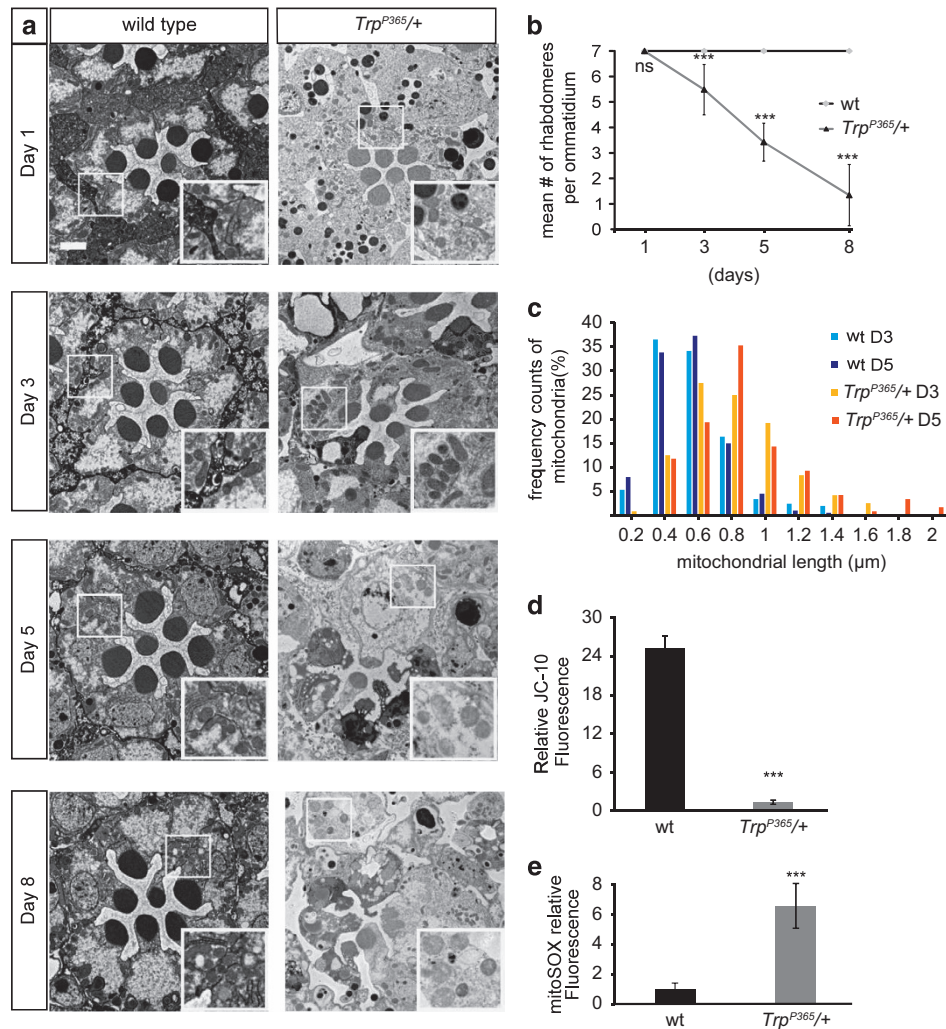 a
wild type
Trp^P365/+
Day 1
Day 3
Day 5
Day 8
b
mean # of rhabdomeres
per ommatidium
7
6
5
4
3
2
1
0
ns
***
***
***
wt
Trp^P365/+
1 3 5 8
(days)
c
frequency counts of
mitochondria(%)
40
35
30
25
20
15
10
5
wt D3
wt D5
Trp^P365/+ D3
Trp^P365/+ D5
0.2 0.4 0.6 0.8 1 1.2 1.4 1.6 1.8 2
mitochondrial length (µm)
d
Relative JC-10
Fluorescence
30
24
18
12
6
0
***
wt Trp^P365/+
e
mitoSOX relative
Fluorescence
8
6
4
2
0
***
wt Trp^P365/+